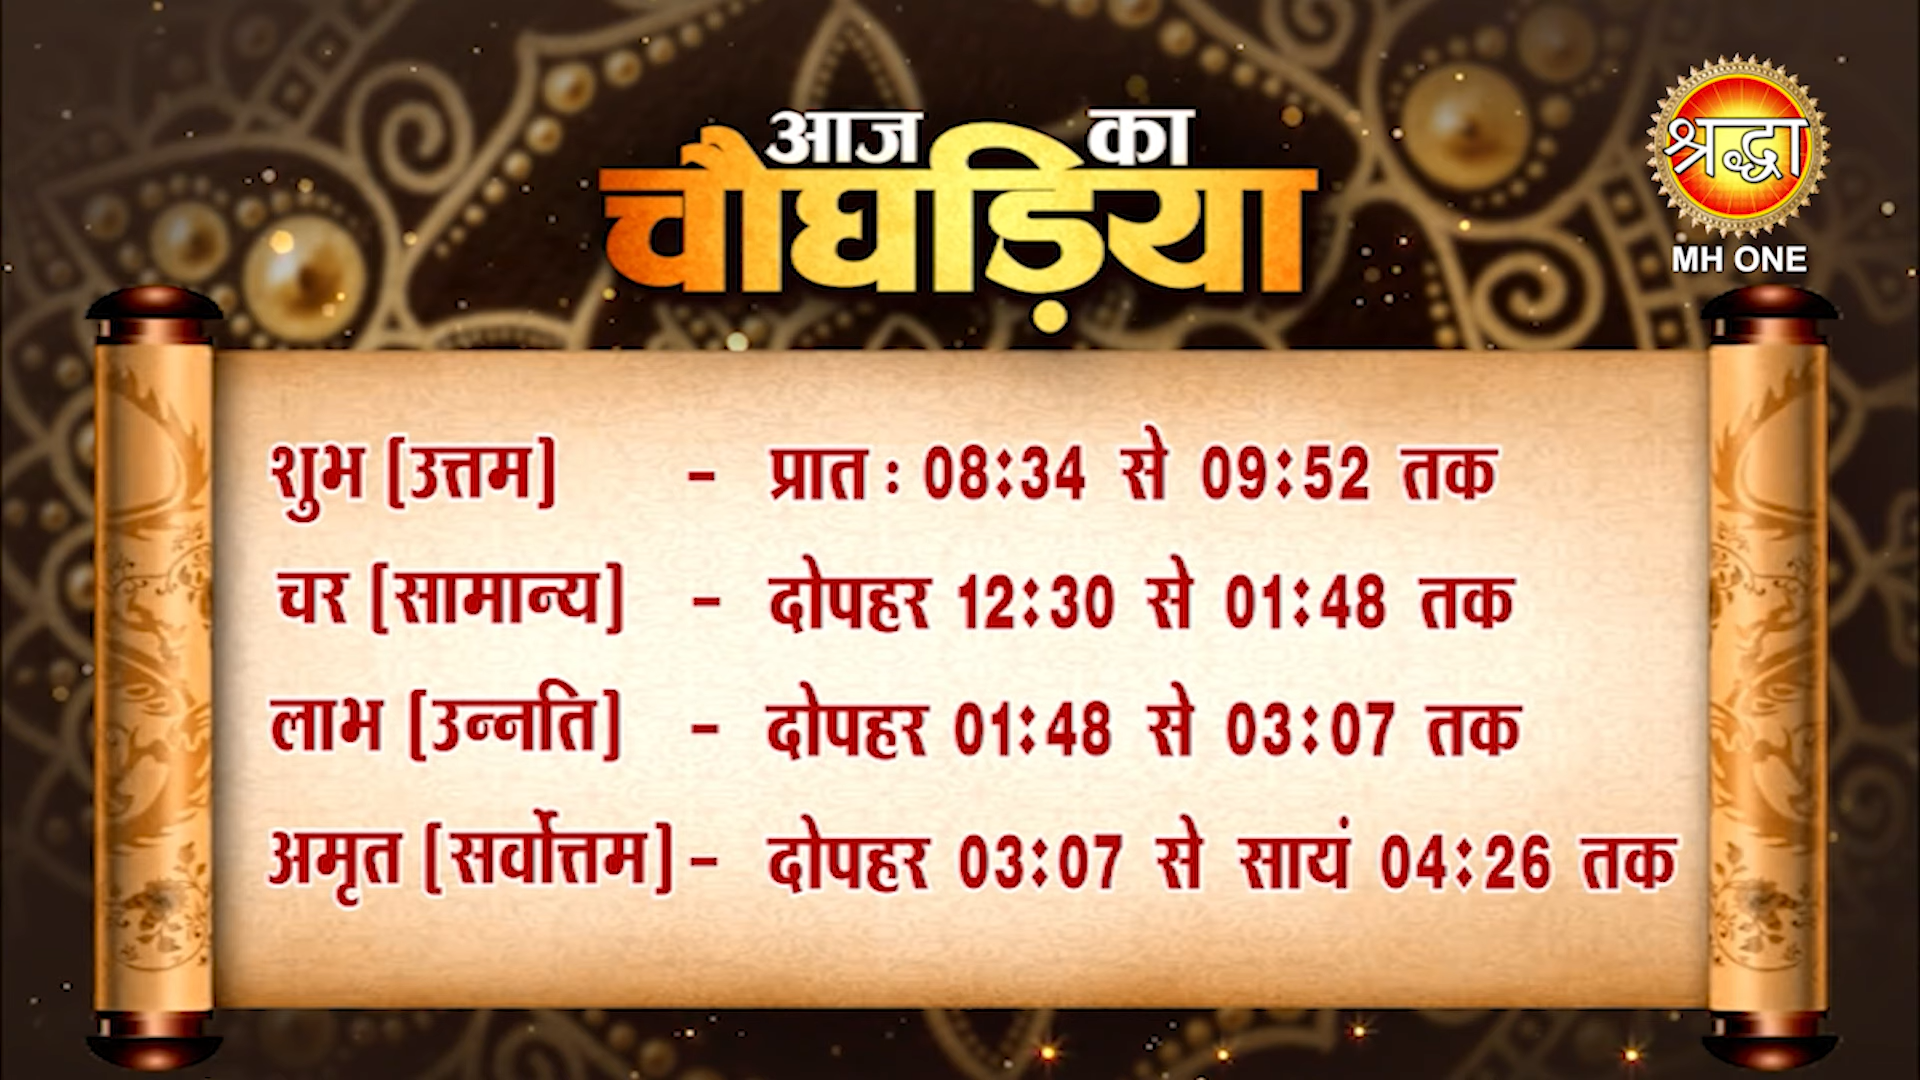 आज का
चौघड़िया
श्रद्धा
MH ONE
शुभ [उत्तम] - प्रातः 08:34 से 09:52 तक
चर [सामान्य] - दोपहर 12:30 से 01:48 तक
लाभ [उन्नति] - दोपहर 01:48 से 03:07 तक
अमृत [सर्वोत्तम] - दोपहर 03:07 से सायं 04:26 तक